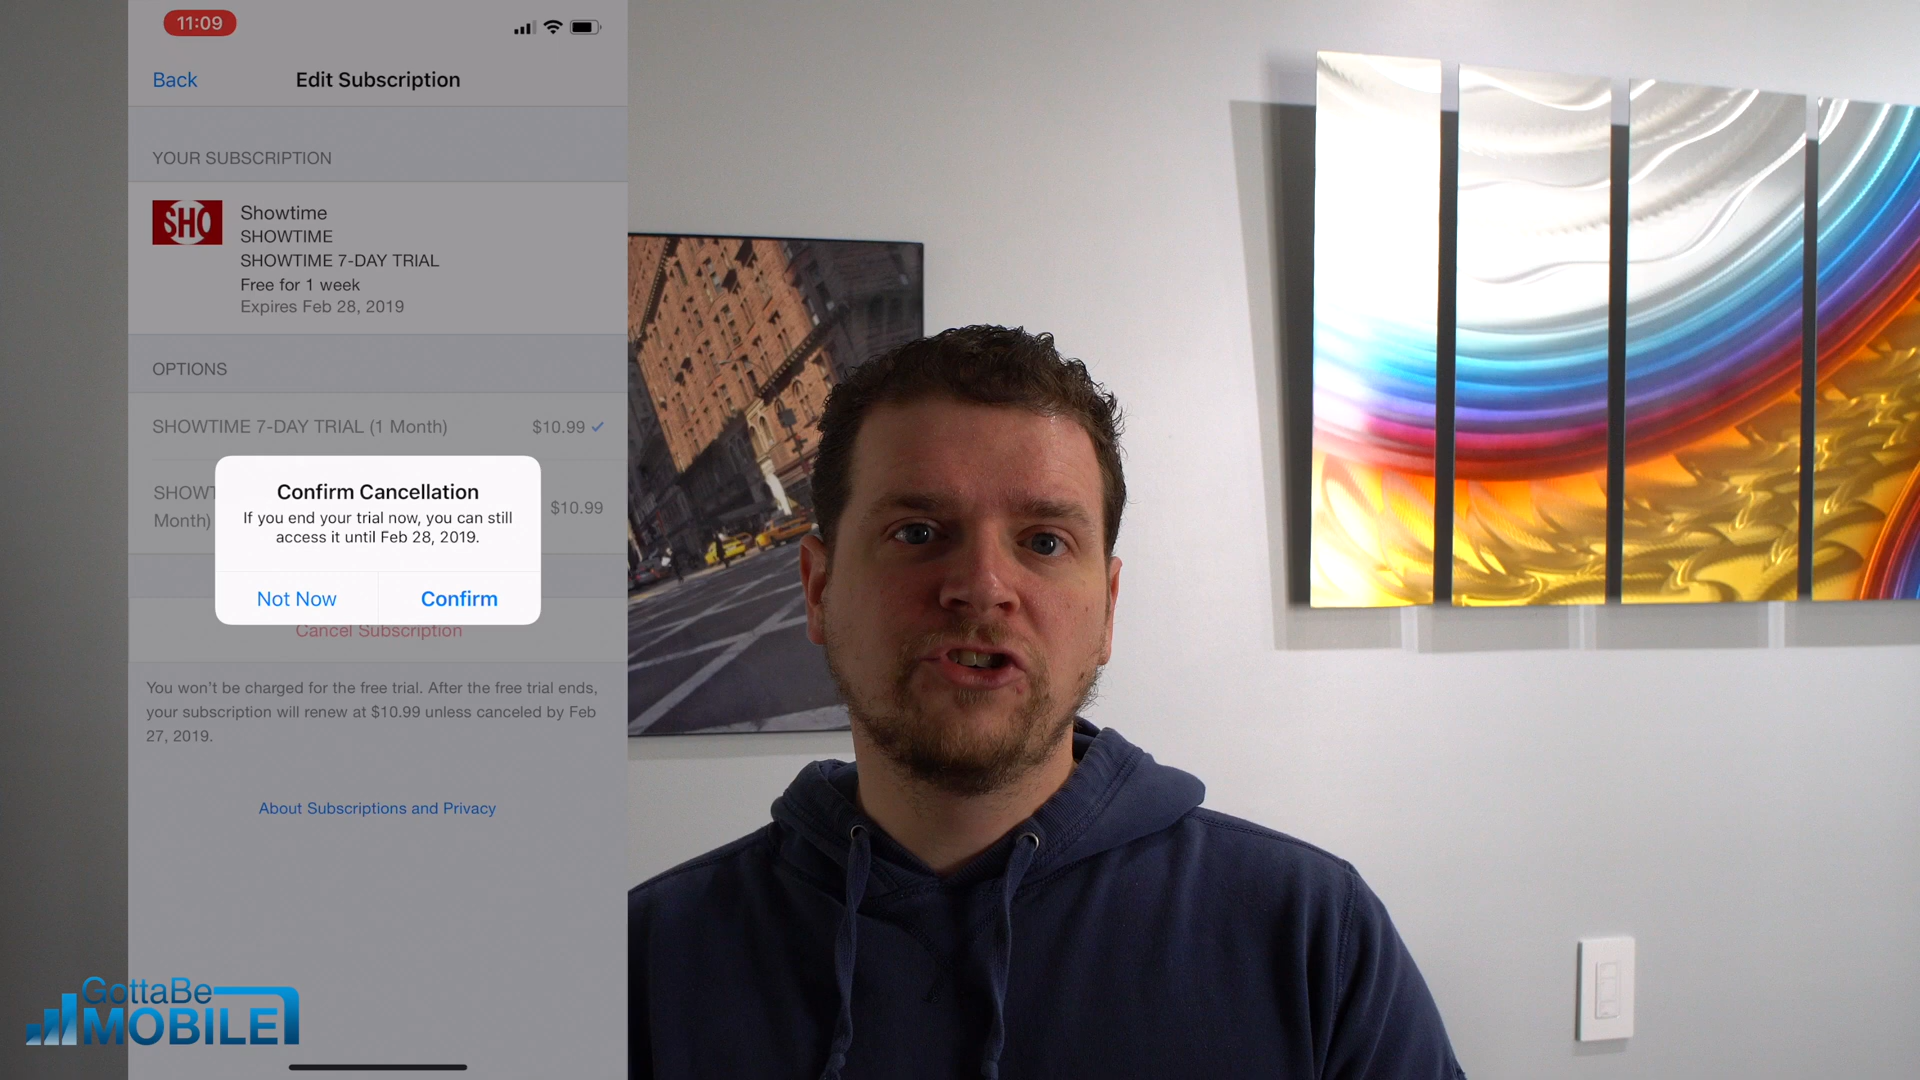 11:09
Back
Edit Subscription
YOUR SUBSCRIPTION
SHO
Showtime
SHOWTIME
SHOWTIME 7-DAY TRIAL
Free for 1 week
Expires Feb 28, 2019
OPTIONS
SHOWTIME 7-DAY TRIAL (1 Month)
$10.99
SHOWT
Month)
$10.99
Confirm Cancellation
If you end your trial now, you can still
access it until Feb 28, 2019.
Not Now
Confirm
Cancel Subscription
You won't be charged for the free trial. After the free trial ends,
your subscription will renew at $10.99 unless canceled by Feb
27, 2019.
About Subscriptions and Privacy
GottaBe
MOBILE